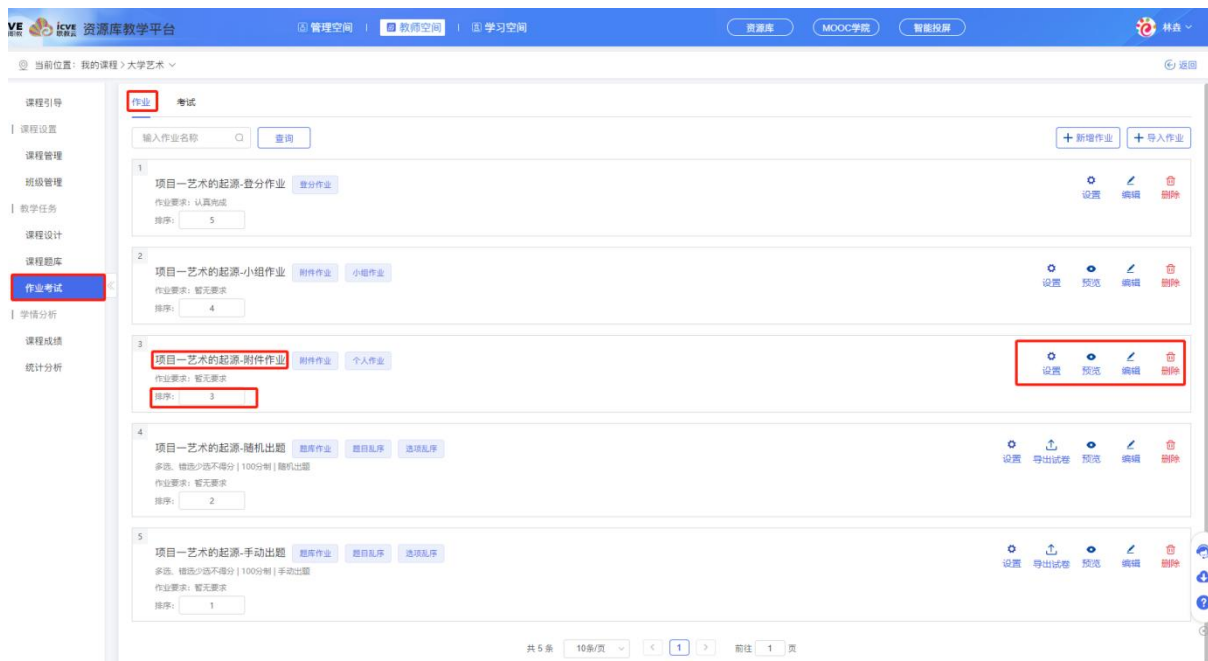 VE icve 资源库教学平台 管理空间 教师空间 学习空间 资源库 MOOC学院 智能投屏 林垚
当前位置：我的课程 > 大学艺术 返回
课程引导
课程设置
课程管理
班级管理
教学任务
课程设计
课程题库
作业考试
学情分析
课程成绩
统计分析
作业 考试
输入作业名称 查询 新增作业 导入作业
1
项目一艺术的起源-登分作业 登分作业 设置 编辑 删除
作业要求：认真完成
排序： 5
2
项目一艺术的起源-小组作业 附件作业 小组作业 设置 预览 编辑 删除
作业要求：暂无要求
排序： 4
3
项目一艺术的起源-附件作业 附件作业 个人作业 设置 预览 编辑 删除
作业要求：暂无要求
排序： 3
4
项目一艺术的起源-随机出题 题库作业 题目乱序 选项乱序 设置 导出试卷 预览 编辑 删除
多选、错选少选不得分 | 100分制 | 随机出题
作业要求：暂无要求
排序： 2
5
项目一艺术的起源-手动出题 题库作业 题目乱序 选项乱序 设置 导出试卷 预览 编辑 删除
多选、错选少选不得分 | 100分制 | 手动出题
作业要求：暂无要求
排序： 1
共 5 条 10条/页 < 1 > 前往 1 页